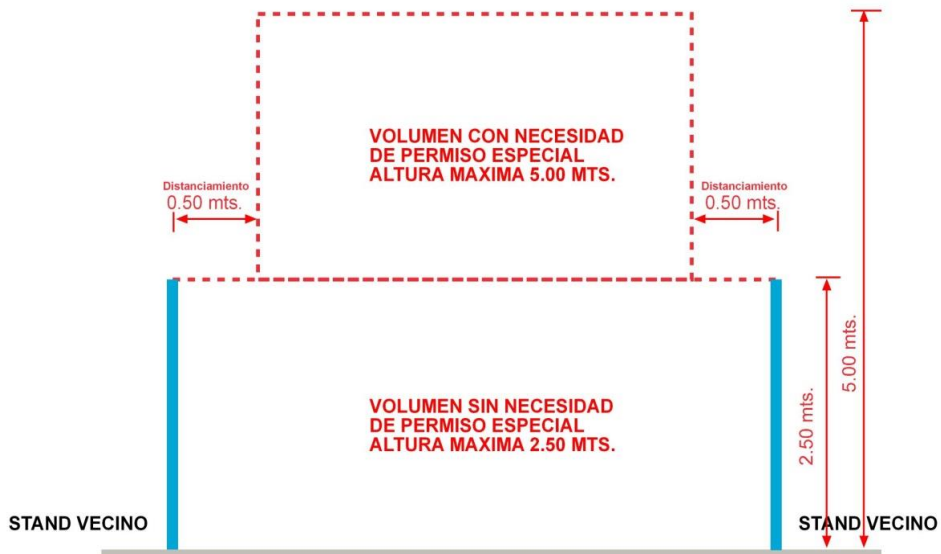 VOLUMEN CON NECESIDAD
DE PERMISO ESPECIAL
ALTURA MAXIMA 5.00 MTS.
Distanciamiento
0.50 mts.
Distanciamiento
0.50 mts.
5.00 mts.
2.50 mts.
VOLUMEN SIN NECESIDAD
DE PERMISO ESPECIAL
ALTURA MAXIMA 2.50 MTS.
STAND VECINO
STAND VECINO